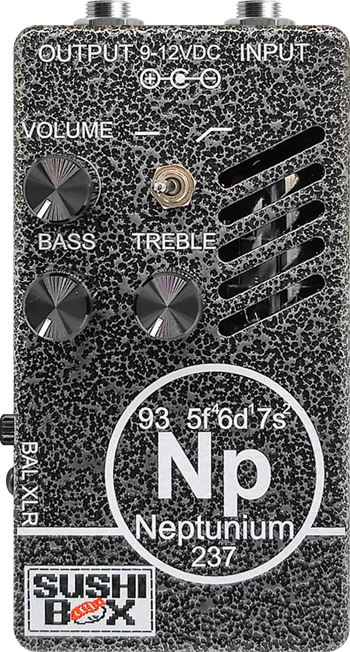 OUTPUT 9-12VDC INPUT
VOLUME
BASS TREBLE
93 5f⁴6d¹7s²
Np
Neptunium
237
BAL XLR
SUSHI
BOX